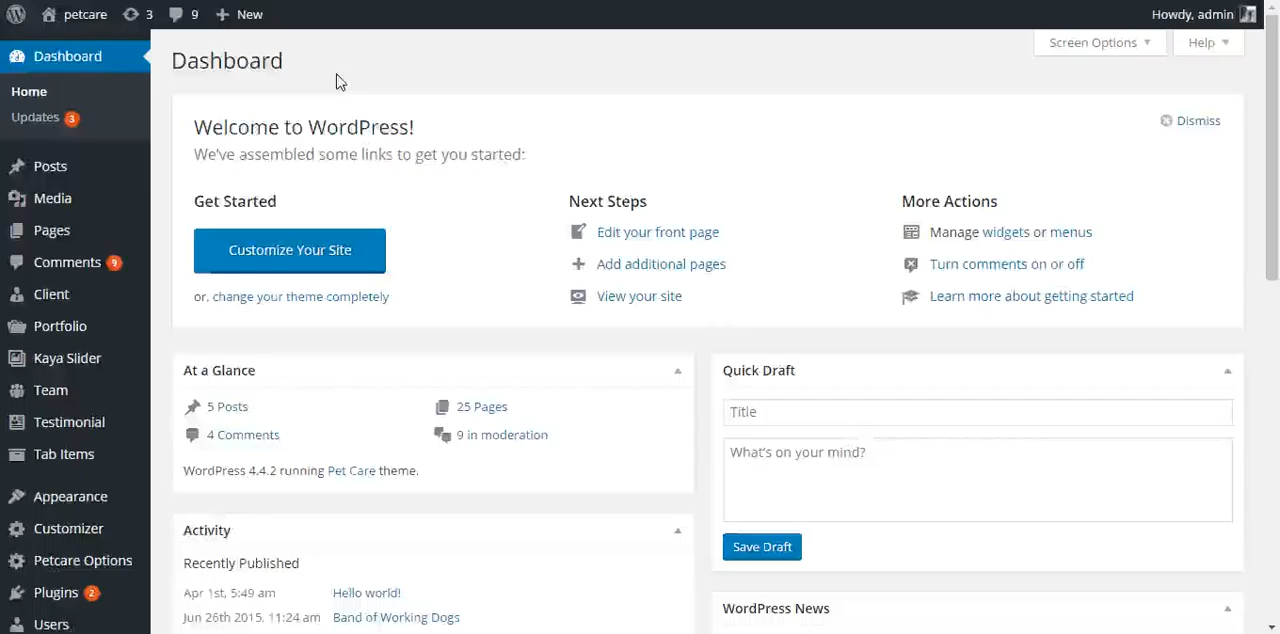 petcare 3 9 New Howdy, admin
Screen Options Help
Dashboard
Home
Updates 3
Posts
Media
Pages
Comments 9
Client
Portfolio
Kaya Slider
Team
Testimonial
Tab Items
Appearance
Customizer
Petcare Options
Plugins 2
Users
Dashboard
Welcome to WordPress!
Dismiss
We've assembled some links to get you started:
Get Started
Customize Your Site
or, change your theme completely
Next Steps
Edit your front page
Add additional pages
View your site
More Actions
Manage widgets or menus
Turn comments on or off
Learn more about getting started
At a Glance
5 Posts 25 Pages
4 Comments 9 in moderation
WordPress 4.4.2 running Pet Care theme.
Activity
Recently Published
Apr 1st, 5:49 am Hello world!
Jun 26th 2015, 11:24 am Band of Working Dogs
Quick Draft
Title
What's on your mind?
Save Draft
WordPress News